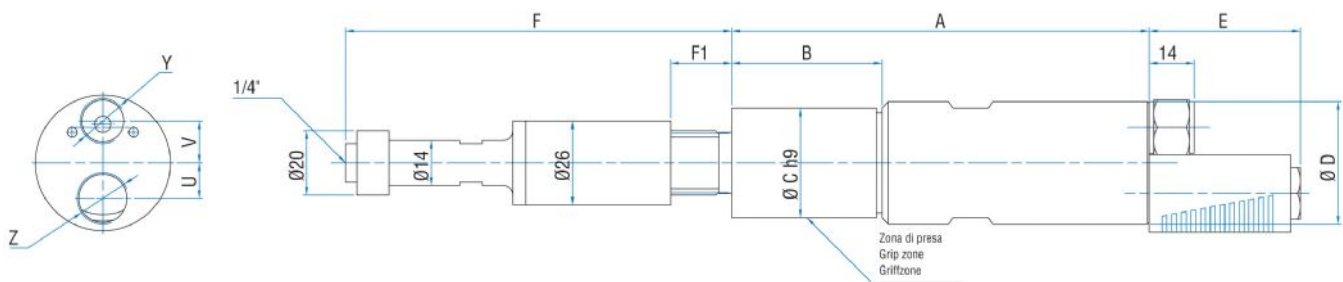 F
A
E
F1
B
14
Y
1/4"
V
U
Z
Ø20
Ø14
Ø26
Ø C h9
Ø D
Zona di presa
Grip zone
Griffzone